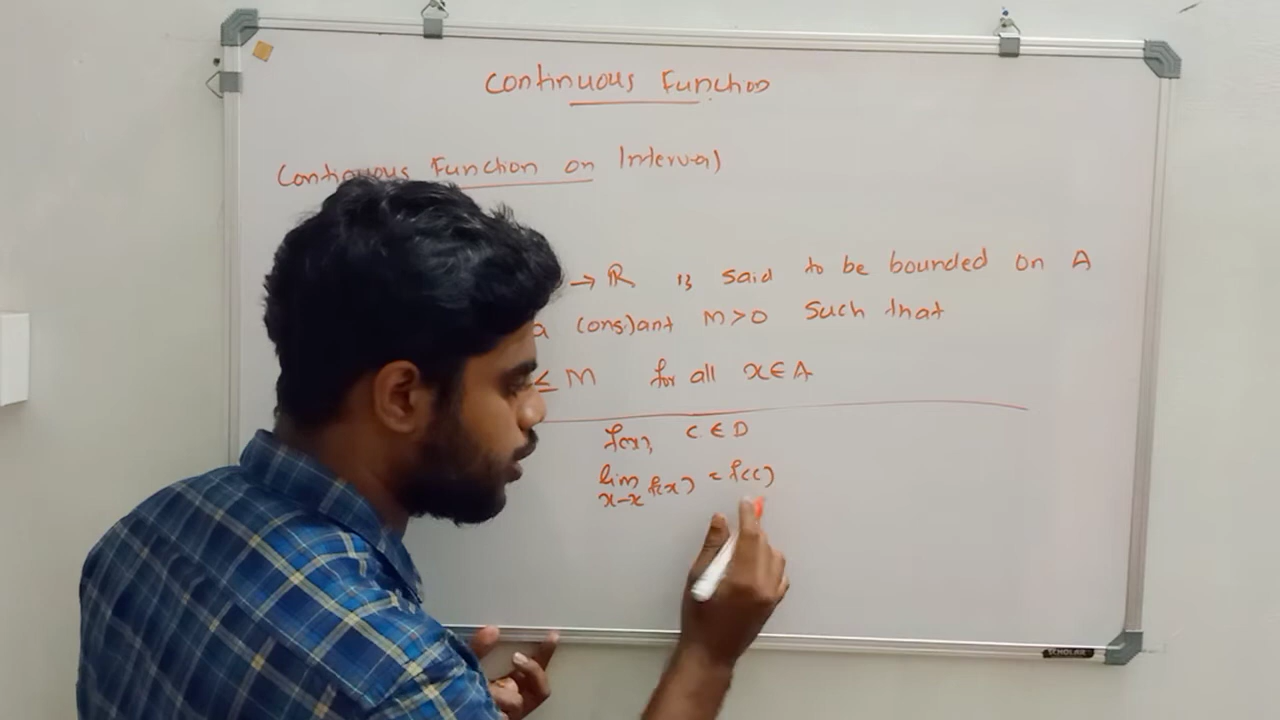 Continuous Function
Continuous Function on Interval
→ R is said to be bounded on A
a constant M>0 such that
≤ M for all x∈A
f(x), C ∈ D
lim f(x) = f(c)
x-x
SCHOLAR